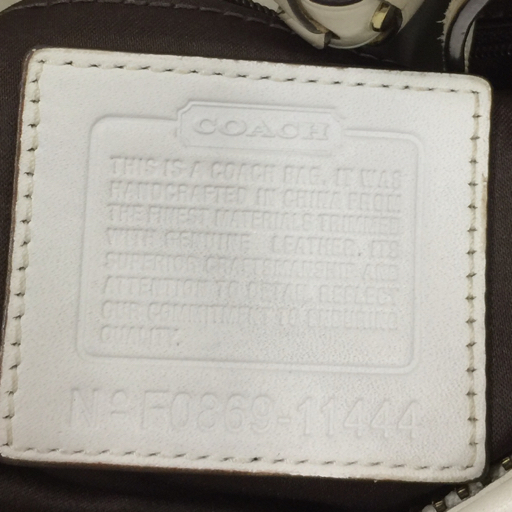 COACH
THIS IS A COACH BAG. IT WAS
HANDCRAFTED IN CHINA FROM
THE FINEST MATERIALS TRIMMED
WITH GENUINE LEATHER. ITS
SUPERIOR CRAFTSMANSHIP AND
ATTENTION TO DETAIL REFLECT
OUR COMMITMENT TO ENDURING
QUALITY.
Nº F0869-11444